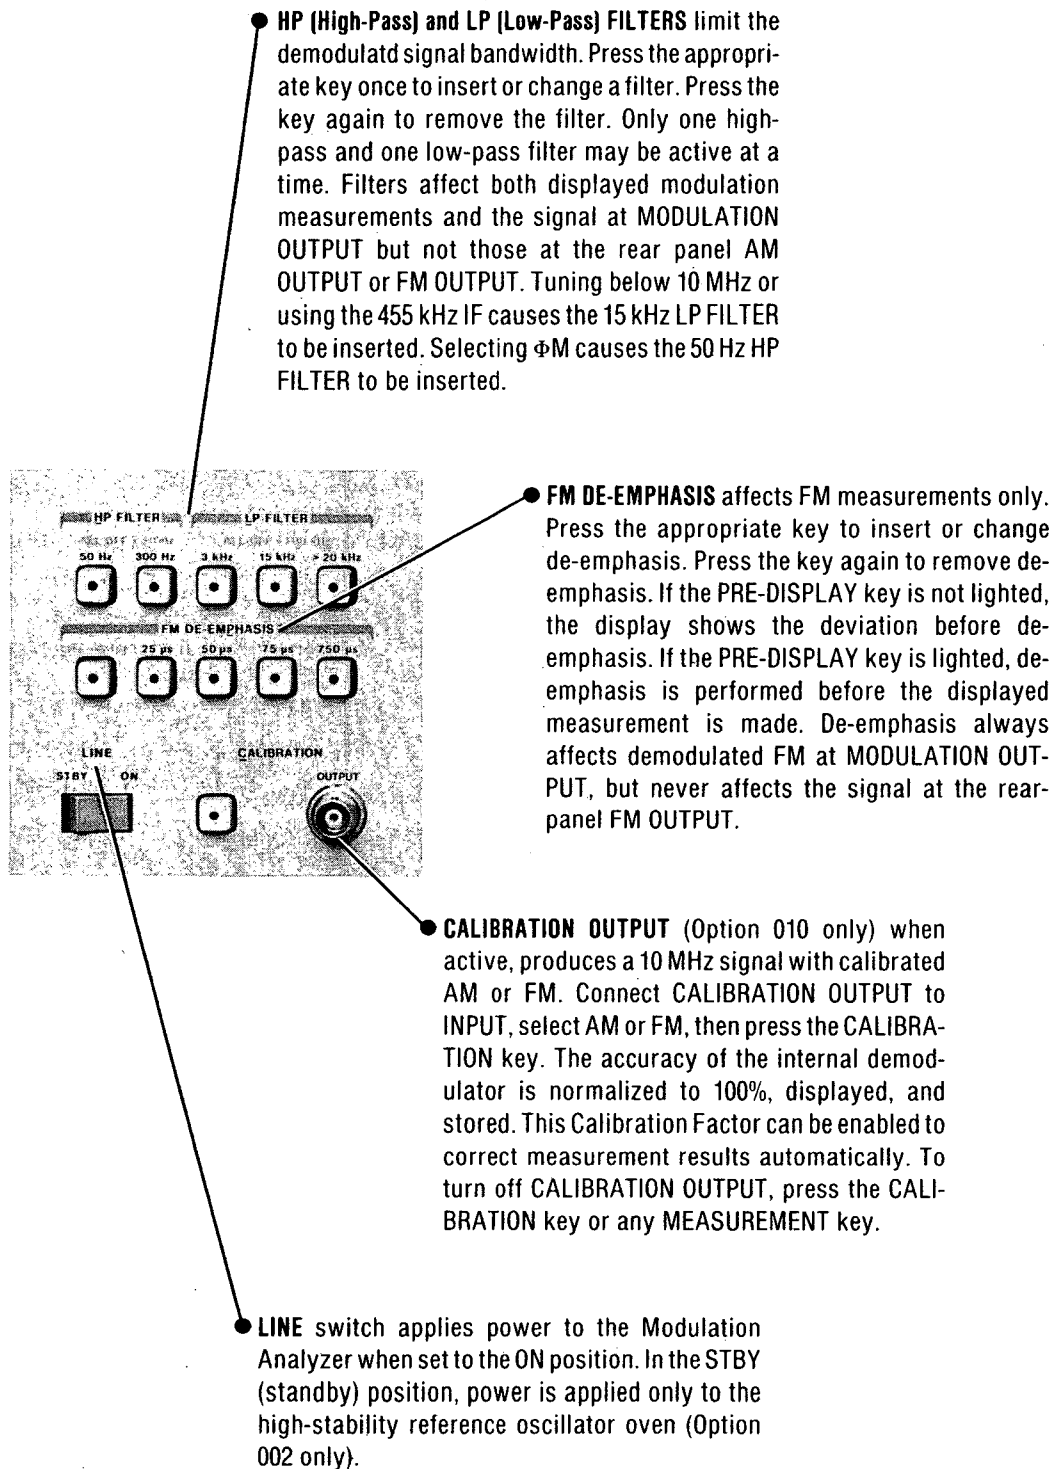 HP (High-Pass) and LP (Low-Pass) FILTERS limit the
demodulatd signal bandwidth. Press the appropri-
ate key once to insert or change a filter. Press the
key again to remove the filter. Only one high-
pass and one low-pass filter may be active at a
time. Filters affect both displayed modulation
measurements and the signal at MODULATION
OUTPUT but not those at the rear panel AM
OUTPUT or FM OUTPUT. Tuning below 10 MHz or
using the 455 kHz IF causes the 15 kHz LP FILTER
to be inserted. Selecting ΦM causes the 50 Hz HP
FILTER to be inserted.
HP FILTER LP FILTER
50 Hz 300 Hz 3 kHz 15 kHz > 20 kHz
FM DE-EMPHASIS
25 µs 50 µs 75 µs 750 µs
LINE CALIBRATION
STBY ON OUTPUT
FM DE-EMPHASIS affects FM measurements only.
Press the appropriate key to insert or change
de-emphasis. Press the key again to remove de-
emphasis. If the PRE-DISPLAY key is not lighted,
the display shows the deviation before de-
emphasis. If the PRE-DISPLAY key is lighted, de-
emphasis is performed before the displayed
measurement is made. De-emphasis always
affects demodulated FM at MODULATION OUT-
PUT, but never affects the signal at the rear-
panel FM OUTPUT.
CALIBRATION OUTPUT (Option 010 only) when
active, produces a 10 MHz signal with calibrated
AM or FM. Connect CALIBRATION OUTPUT to
INPUT, select AM or FM, then press the CALIBRA-
TION key. The accuracy of the internal demod-
ulator is normalized to 100%, displayed, and
stored. This Calibration Factor can be enabled to
correct measurement results automatically. To
turn off CALIBRATION OUTPUT, press the CALI-
BRATION key or any MEASUREMENT key.
LINE switch applies power to the Modulation
Analyzer when set to the ON position. In the STBY
(standby) position, power is applied only to the
high-stability reference oscillator oven (Option
002 only).